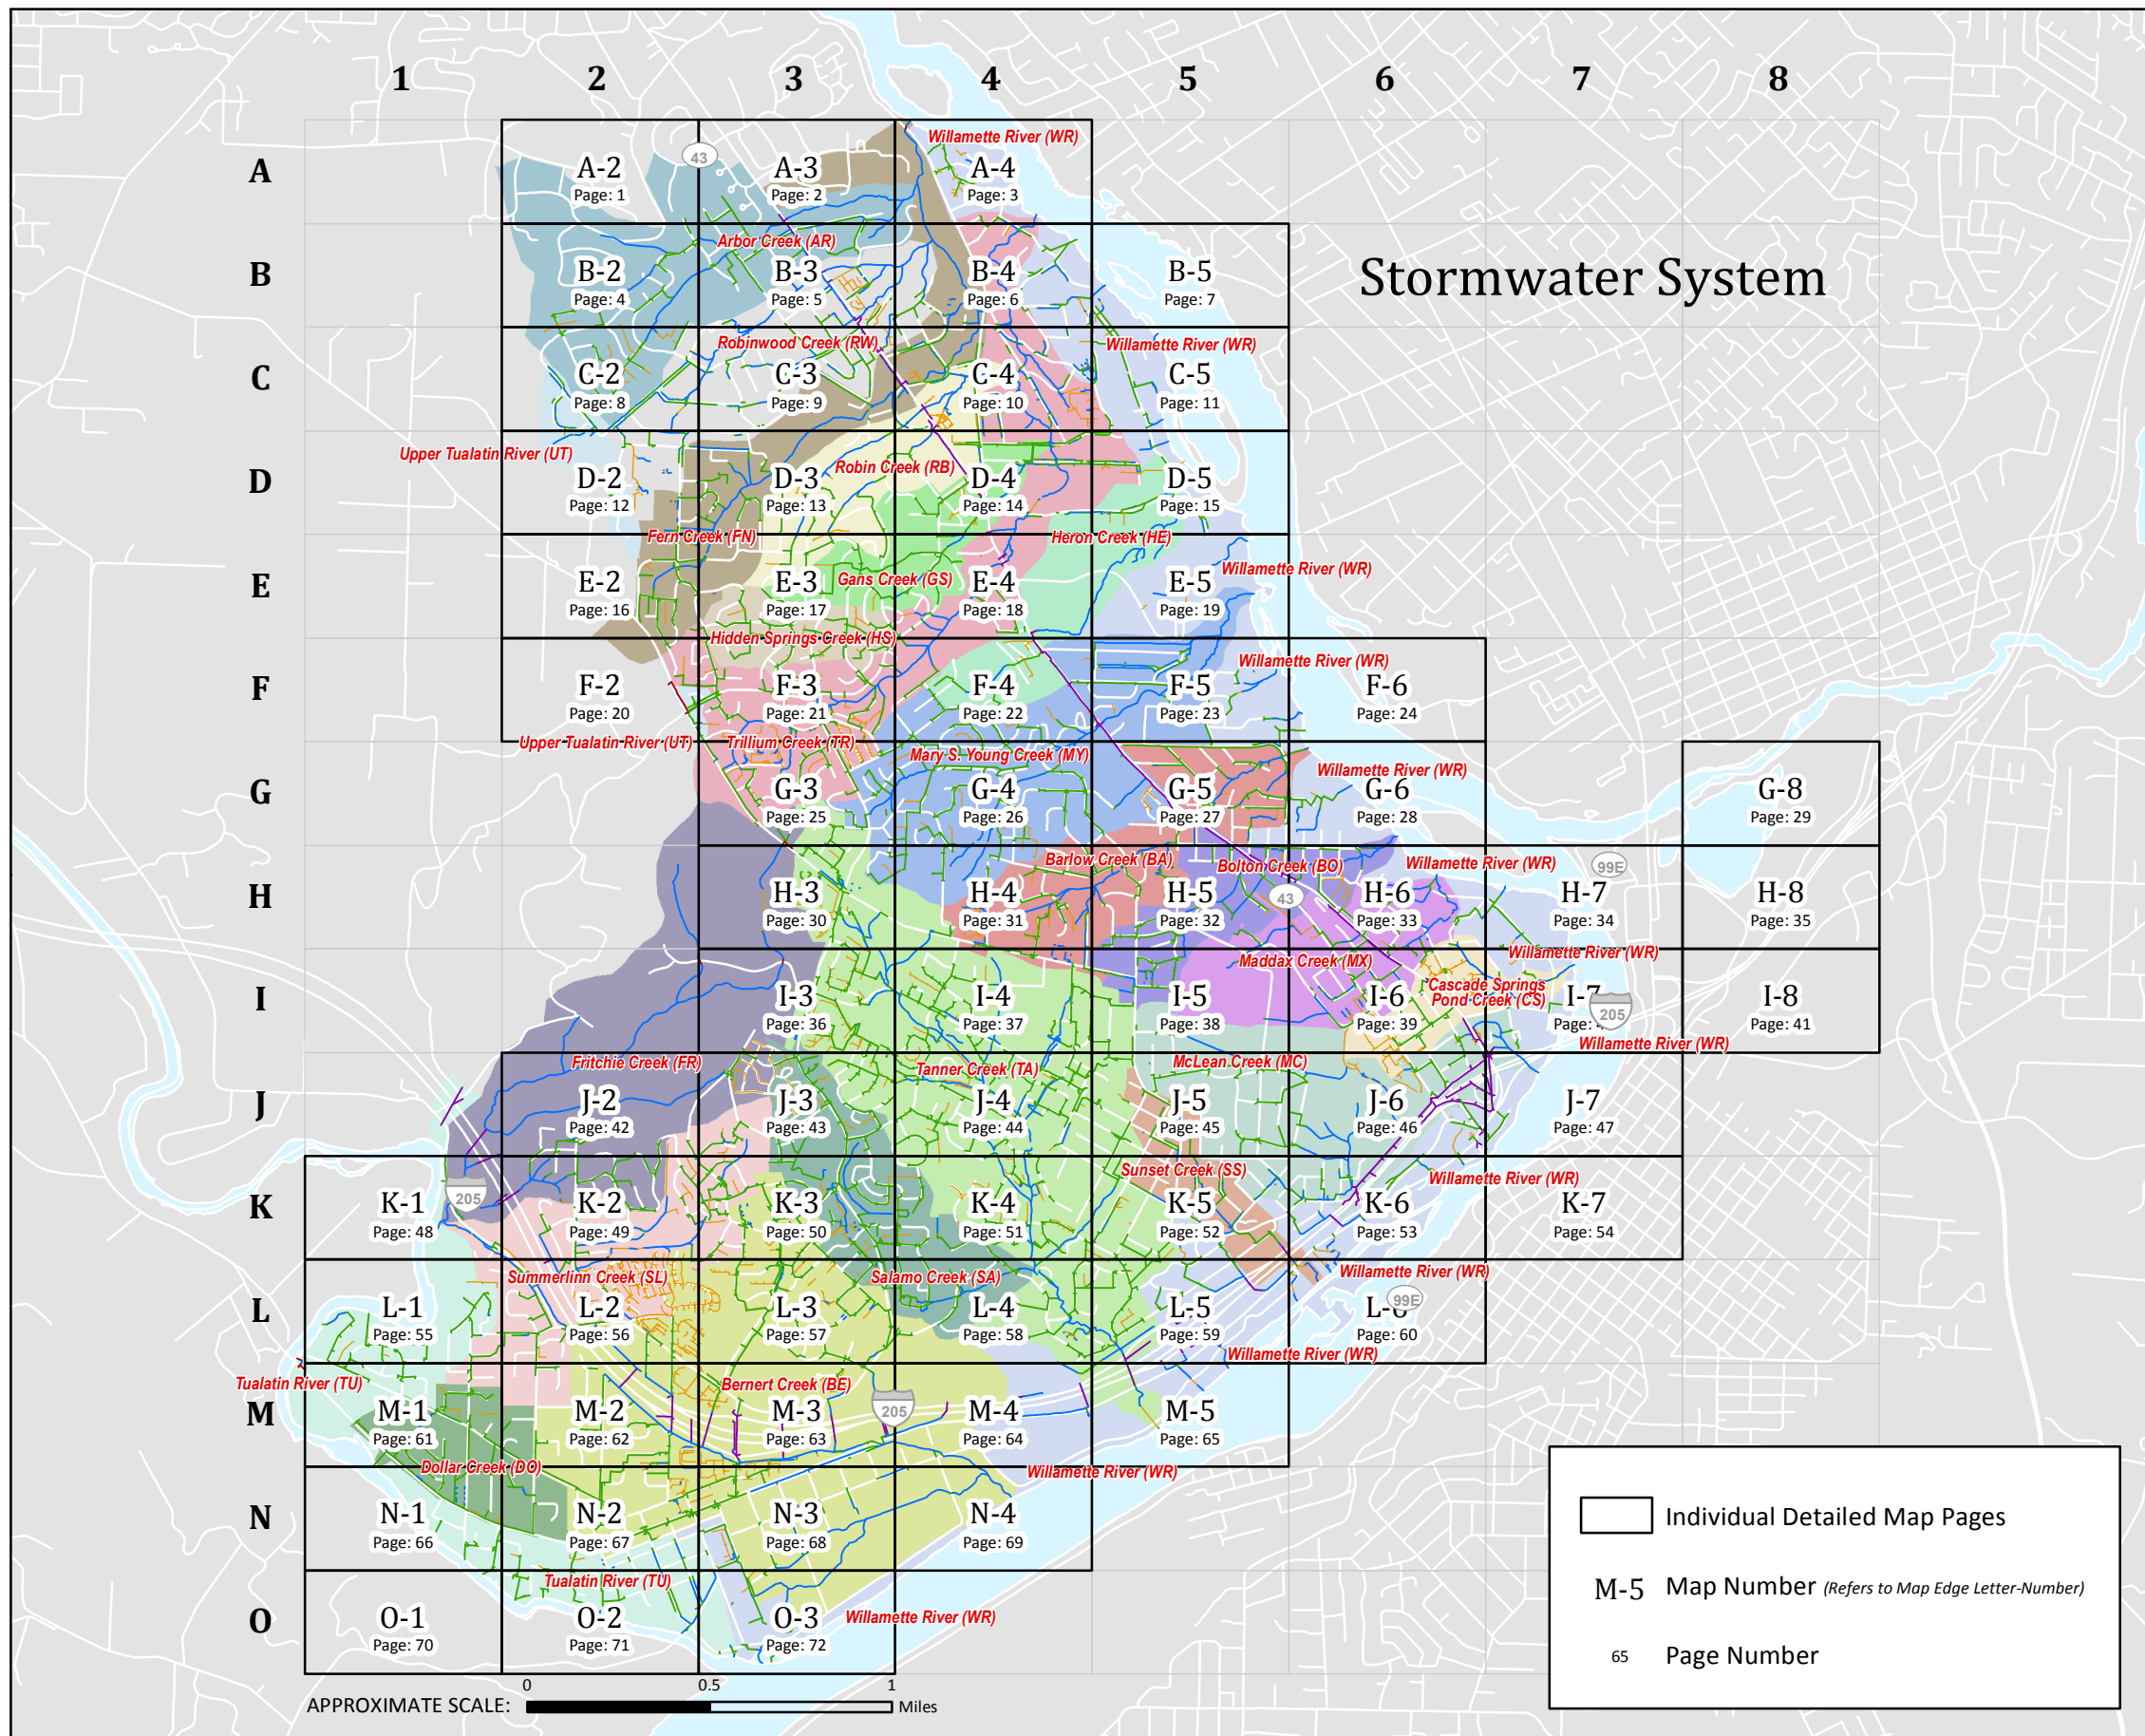 1 2 3 4 5 6 7 8
Willamette River (WR)
43
A
A-2
Page: 1
A-3
Page: 2
A-4
Page: 3
Arbor Creek (AR)
B
B-2
Page: 4
B-3
Page: 5
B-4
Page: 6
B-5
Page: 7
Stormwater System
Robinwood Creek (RW)
Willamette River (WR)
C
C-2
Page: 8
C-3
Page: 9
C-4
Page: 10
C-5
Page: 11
Upper Tualatin River (UT)
Robin Creek (RB)
D
D-2
Page: 12
D-3
Page: 13
D-4
Page: 14
D-5
Page: 15
Fern Creek (FN)
Heron Creek (HE)
Willamette River (WR)
Gans Creek (GS)
E
E-2
Page: 16
E-3
Page: 17
E-4
Page: 18
E-5
Page: 19
Hidden Springs Creek (HS)
Willamette River (WR)
F
F-2
Page: 20
F-3
Page: 21
F-4
Page: 22
F-5
Page: 23
F-6
Page: 24
Upper Tualatin River (UT)
Trillium Creek (TR)
Mary S. Young Creek (MY)
Willamette River (WR)
G
G-3
Page: 25
G-4
Page: 26
G-5
Page: 27
G-6
Page: 28
G-8
Page: 29
Barlow Creek (BA)
Bolton Creek (BO)
Willamette River (WR)
99E
43
H
H-3
Page: 30
H-4
Page: 31
H-5
Page: 32
H-6
Page: 33
H-7
Page: 34
H-8
Page: 35
Maddax Creek (MX)
Willamette River (WR)
Cascade Springs
Pond Creek (CS)
I
I-3
Page: 36
I-4
Page: 37
I-5
Page: 38
I-6
Page: 39
I-7
Page: 4
205
I-8
Page: 41
Willamette River (WR)
Fritchie Creek (FR)
Tanner Creek (TA)
McLean Creek (MC)
J
J-2
Page: 42
J-3
Page: 43
J-4
Page: 44
J-5
Page: 45
J-6
Page: 46
J-7
Page: 47
Sunset Creek (SS)
Willamette River (WR)
205
K
K-1
Page: 48
K-2
Page: 49
K-3
Page: 50
K-4
Page: 51
K-5
Page: 52
K-6
Page: 53
K-7
Page: 54
Summerlinn Creek (SL)
Salamo Creek (SA)
Willamette River (WR)
L
L-1
Page: 55
L-2
Page: 56
L-3
Page: 57
L-4
Page: 58
L-5
Page: 59
L-6
Page: 60
99E
Willamette River (WR)
Tualatin River (TU)
Bernert Creek (BE)
205
M
M-1
Page: 61
M-2
Page: 62
M-3
Page: 63
M-4
Page: 64
M-5
Page: 65
Dollar Creek (DO)
Willamette River (WR)
N
N-1
Page: 66
N-2
Page: 67
N-3
Page: 68
N-4
Page: 69
Tualatin River (TU)
Willamette River (WR)
O
O-1
Page: 70
O-2
Page: 71
O-3
Page: 72
Individual Detailed Map Pages
M-5 Map Number (Refers to Map Edge Letter-Number)
65 Page Number
0 0.5 1
APPROXIMATE SCALE: Miles